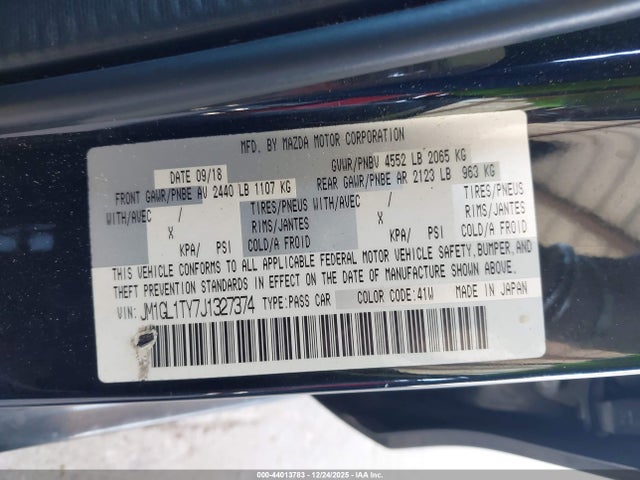 MFD. BY MAZDA MOTOR CORPORATION
DATE 09/18 GVWR/PNBV 4552 LB 2065 KG
FRONT GAWR/PNBE AV 2440 LB 1107 KG REAR GAWR/PNBE AR 2123 LB 963 KG
WITH/AVEC / TIRES/PNEUS WITH/AVEC / TIRES/PNEUS
X RIMS/JANTES X RIMS/JANTES
KPA/ PSI COLD/A FROID KPA/ PSI COLD/A FROID
THIS VEHICLE CONFORMS TO ALL APPLICABLE FEDERAL MOTOR VEHICLE SAFETY, BUMPER, AND
THEFT PREVENTION STANDARDS IN EFFECT ON THE DATE OF MANUFACTURE SHOWN ABOVE.
VIN: JM1GL1TY7J1327374 TYPE:PASS CAR COLOR CODE:41W MADE IN JAPAN
000-44013783 - 12/24/2025 - IAA Inc.